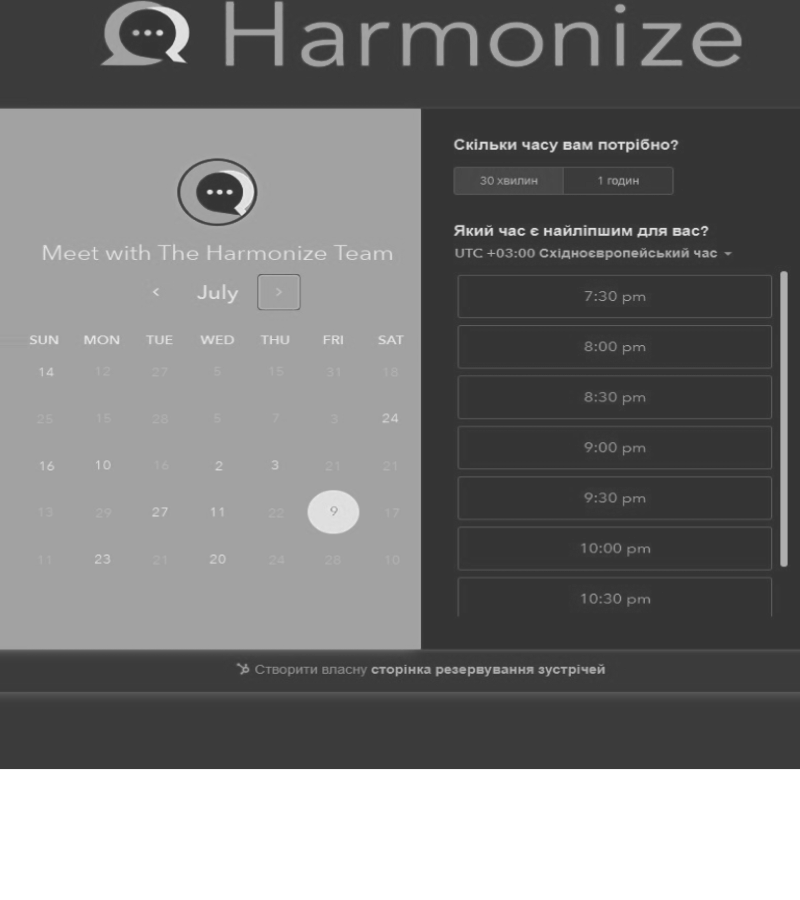 Harmonize
Meet with The Harmonize Team
July
SUN MON TUE WED THU FRI SAT
14 12 27 5 15 31 18
25 15 28 5 7 3 24
16 10 16 2 3 21 21
13 29 27 11 22 9 17
11 23 21 20 24 28 10
Скільки часу вам потрібно?
30 хвилин 1 годин
Який час є найліпшим для вас?
UTC +03:00 Східноєвропейський час
7:30 pm
8:00 pm
8:30 pm
9:00 pm
9:30 pm
10:00 pm
10:30 pm
Створити власну сторінка резервування зустрічей